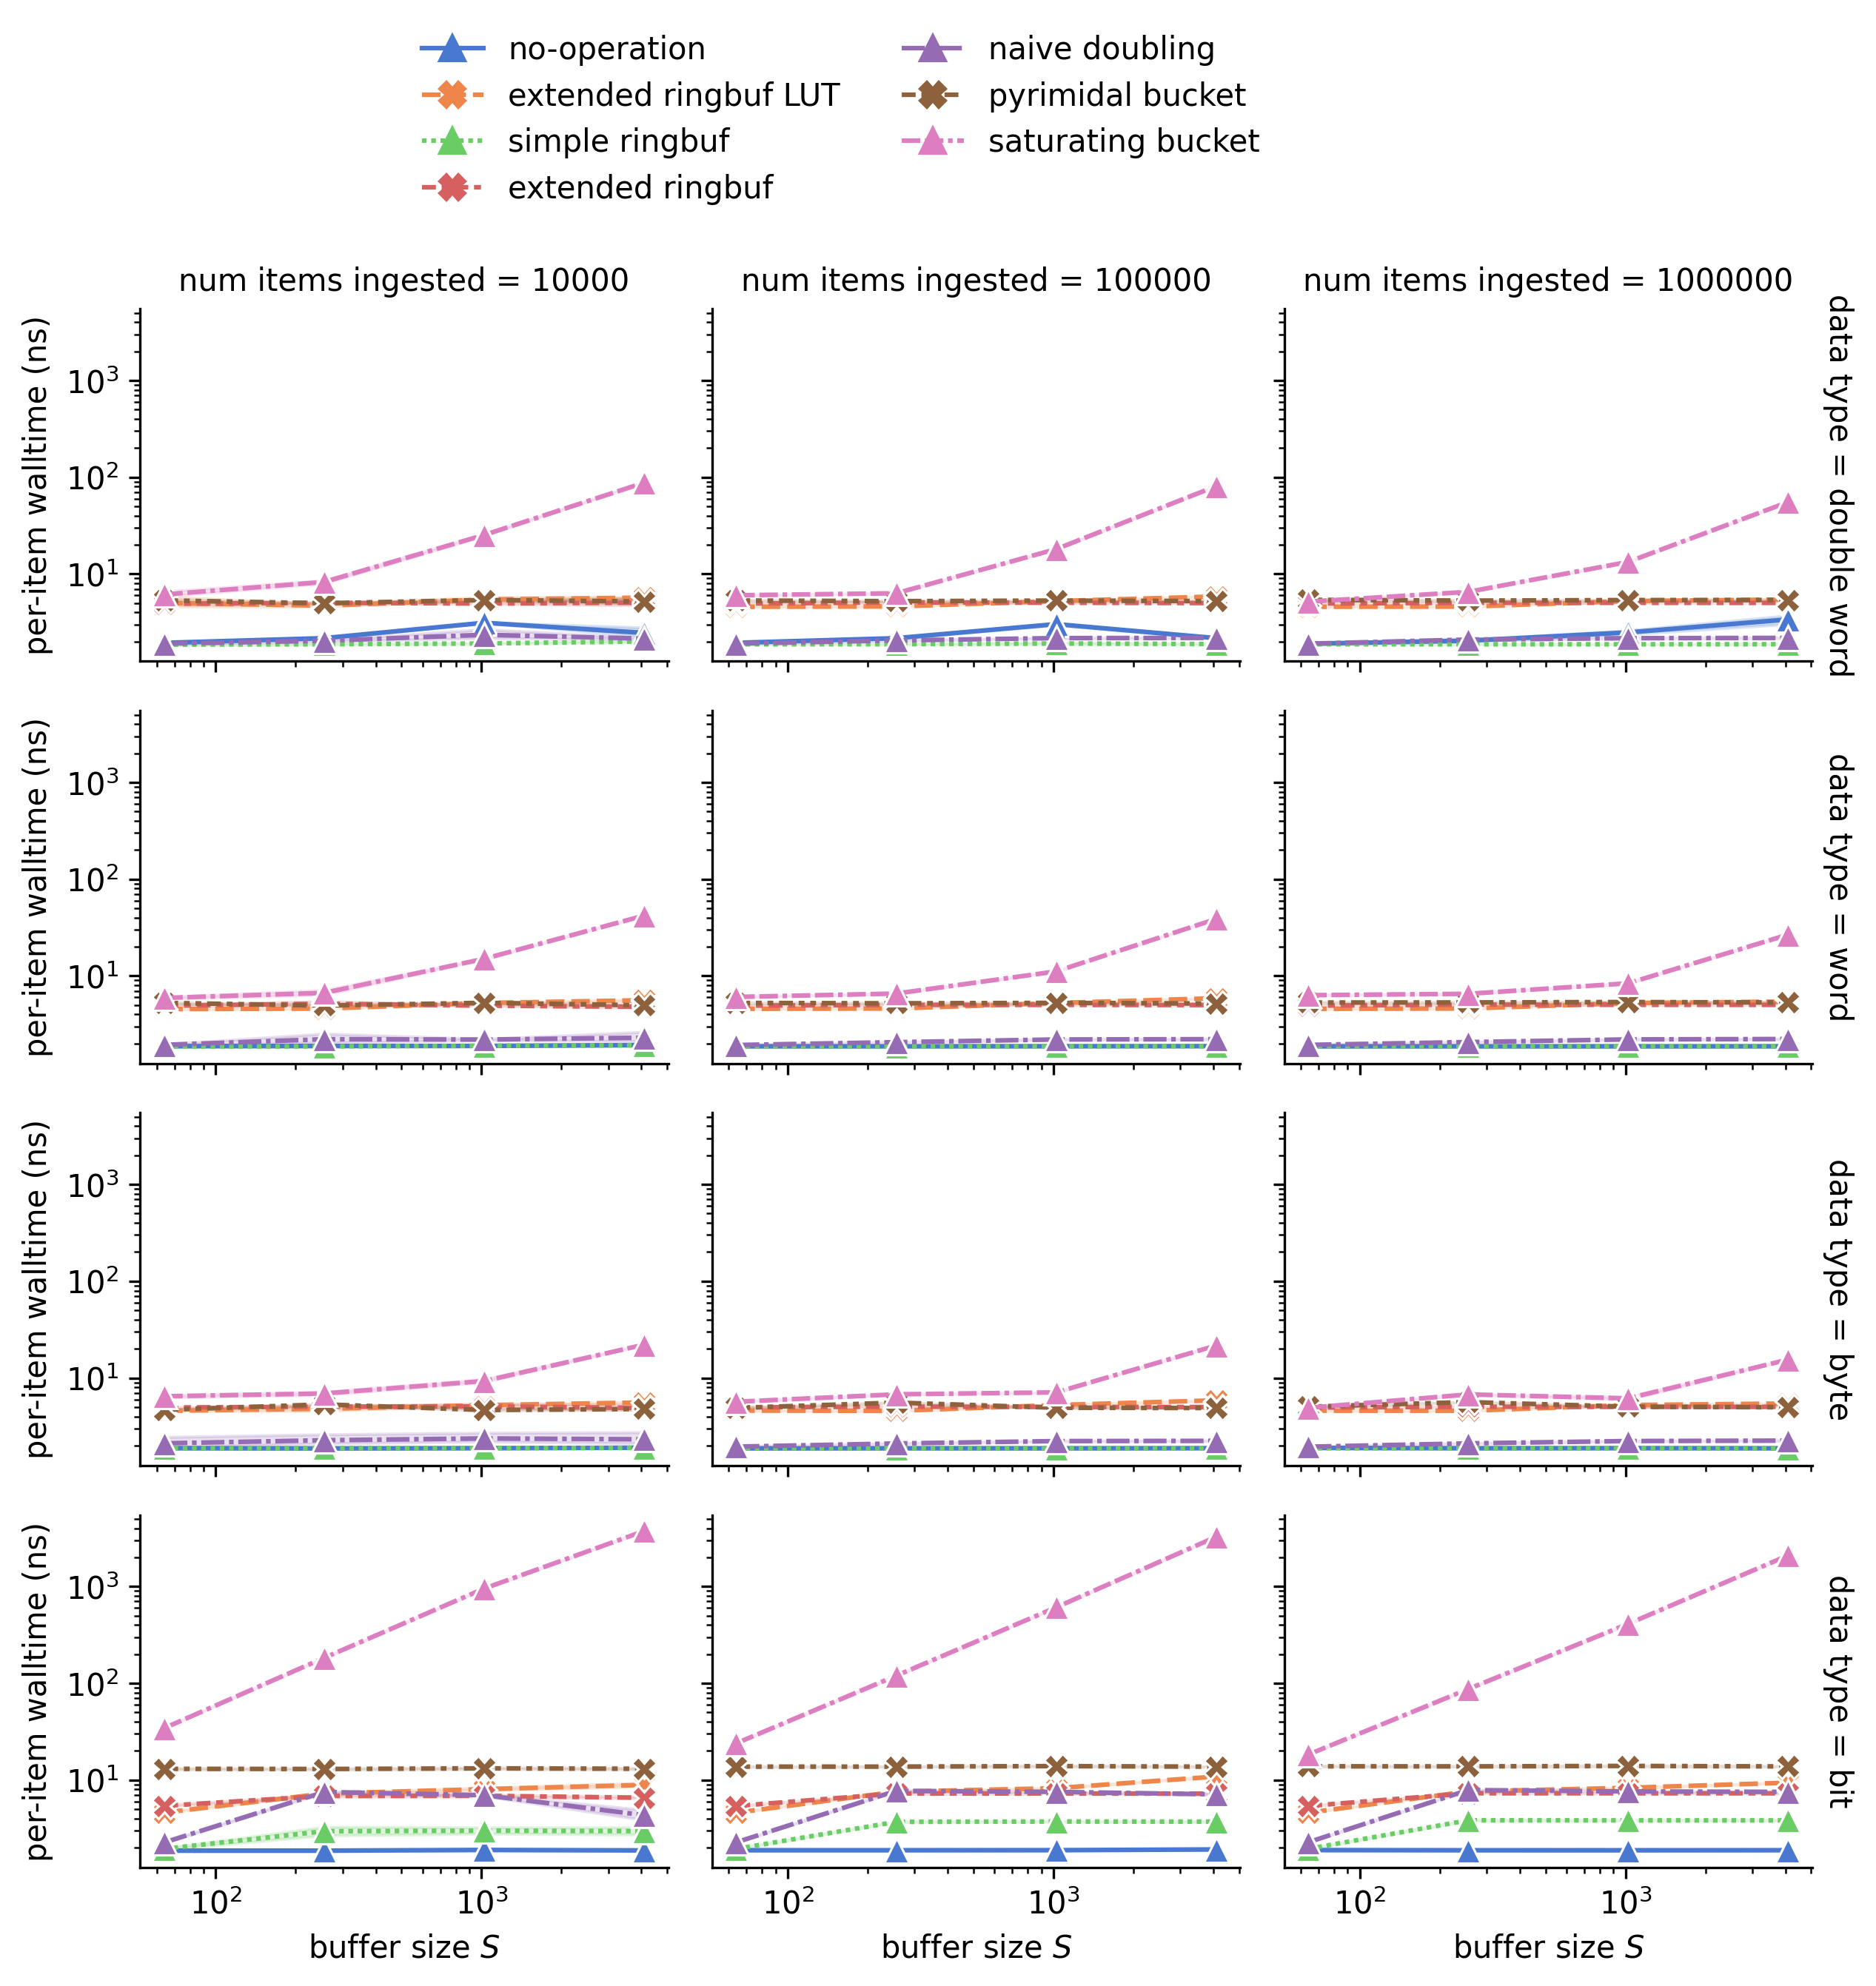 no-operation
extended ringbuf LUT
simple ringbuf
extended ringbuf
naive doubling
pyrimidal bucket
saturating bucket
num items ingested = 10000
num items ingested = 100000
num items ingested = 1000000
per-item walltime (ns)
10³
10²
10¹
data type = double word
per-item walltime (ns)
10³
10²
10¹
data type = word
per-item walltime (ns)
10³
10²
10¹
data type = byte
per-item walltime (ns)
10³
10²
10¹
data type = bit
10² 10³
10² 10³
10² 10³
buffer size S
buffer size S
buffer size S